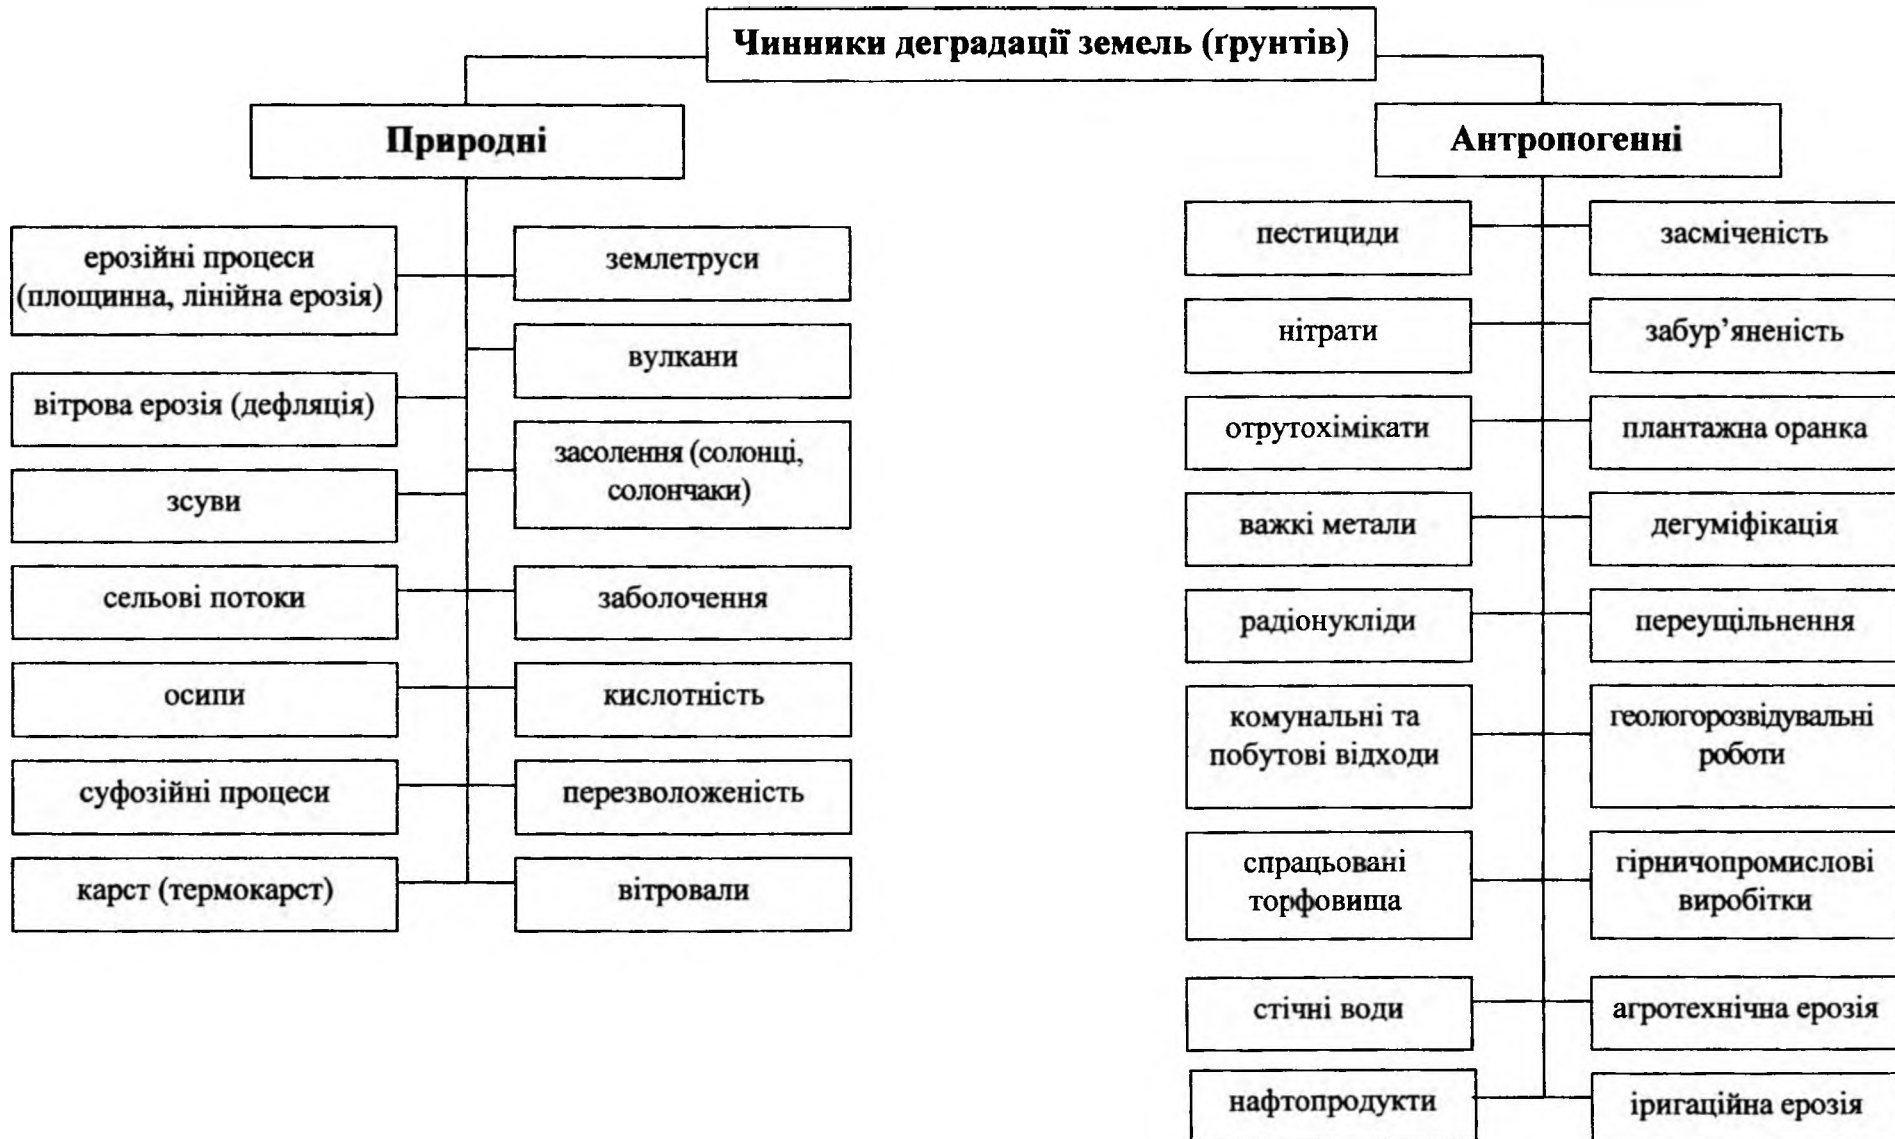 Чинники деградації земель (ґрунтів)
Природні
ерозійні процеси
(площинна, лінійна ерозія)
вітрова ерозія (дефляція)
зсуви
сельові потоки
осипи
суфозійні процеси
карст (термокарст)
землетруси
вулкани
засолення (солонці,
солончаки)
заболочення
кислотність
перезволоженість
вітровали
Антропогенні
пестициди
нітрати
отрутохімікати
важкі метали
радіонукліди
комунальні та
побутові відходи
спрацьовані
торфовища
стічні води
нафтопродукти
засміченість
забур’яненість
плантажна оранка
дегуміфікація
переущільнення
геологорозвідувальні
роботи
гірничопромислові
виробітки
агротехнічна ерозія
іригаційна ерозія